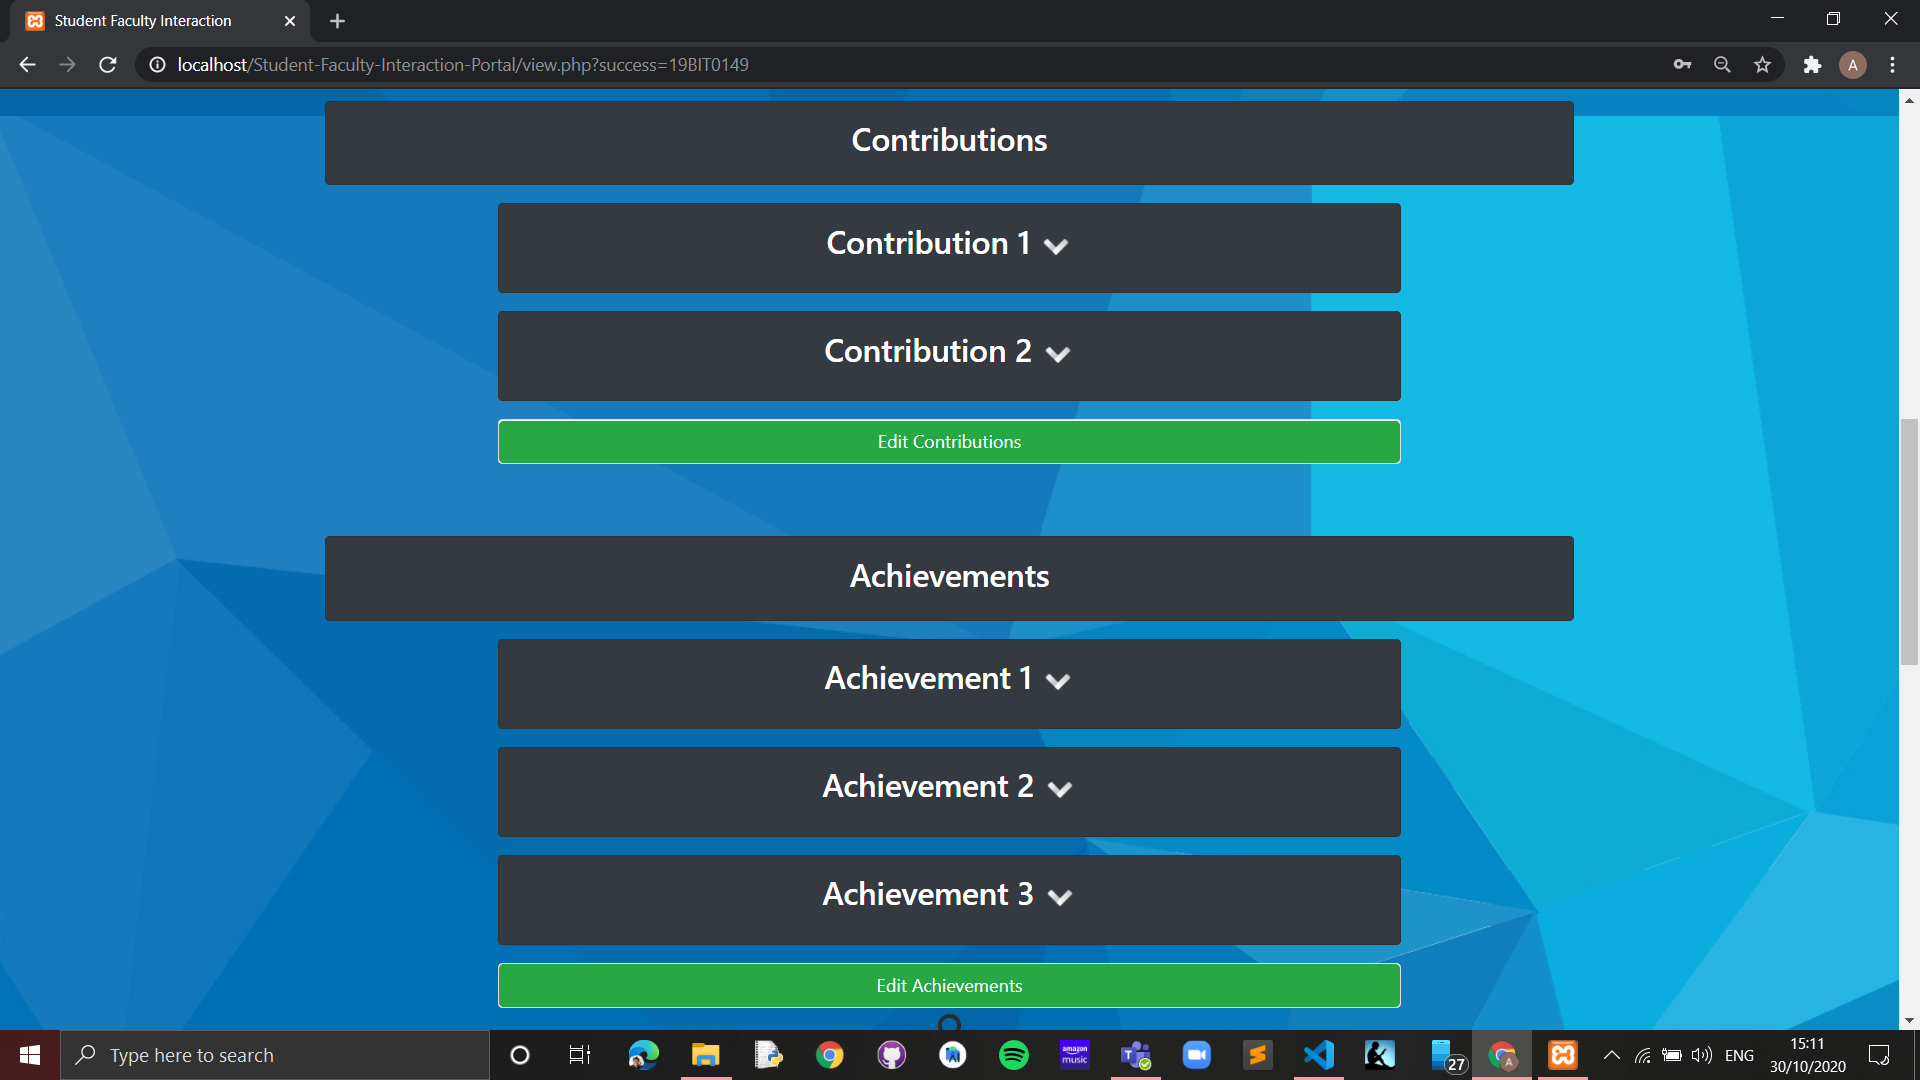 Student Faculty Interaction
localhost/Student-Faculty-Interaction-Portal/view.php?success=19BIT0149
A
Contributions
Contribution 1
Contribution 2
Edit Contributions
Achievements
Achievement 1
Achievement 2
Achievement 3
Edit Achievements
Type here to search
amazon music
27
A
ENG
15:11
30/10/2020